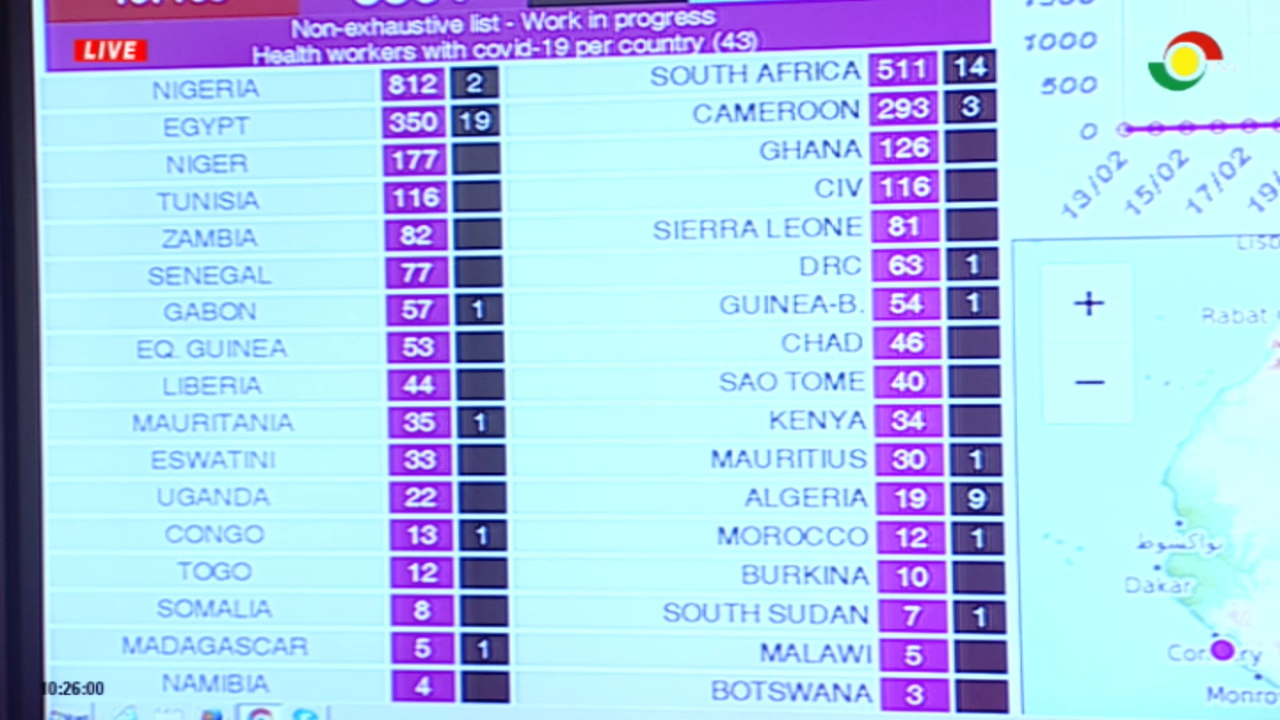 Non-exhaustive list - Work in progress
LIVE
Health workers with covid-19 per country (43)
NIGERIA 812 2 SOUTH AFRICA 511 14
EGYPT 350 19 CAMEROON 293 3
NIGER 177 GHANA 126
TUNISIA 116 CIV 116
ZAMBIA 82 SIERRA LEONE 81
SENEGAL 77 DRC 63 1
GABON 57 1 GUINEA-B. 54 1
EQ. GUINEA 53 CHAD 46
LIBERIA 44 SAO TOME 40
MAURITANIA 35 1 KENYA 34
ESWATINI 33 MAURITIUS 30 1
UGANDA 22 ALGERIA 19 9
CONGO 13 1 MOROCCO 12 1
TOGO 12 BURKINA 10
SOMALIA 8 SOUTH SUDAN 7 1
MADAGASCAR 5 1 MALAWI 5
NAMIBIA 4 BOTSWANA 3
1000
500
0
13/02 15/02 17/02
+
Rabat
−
نواكشوط
Dakar
10:26:00